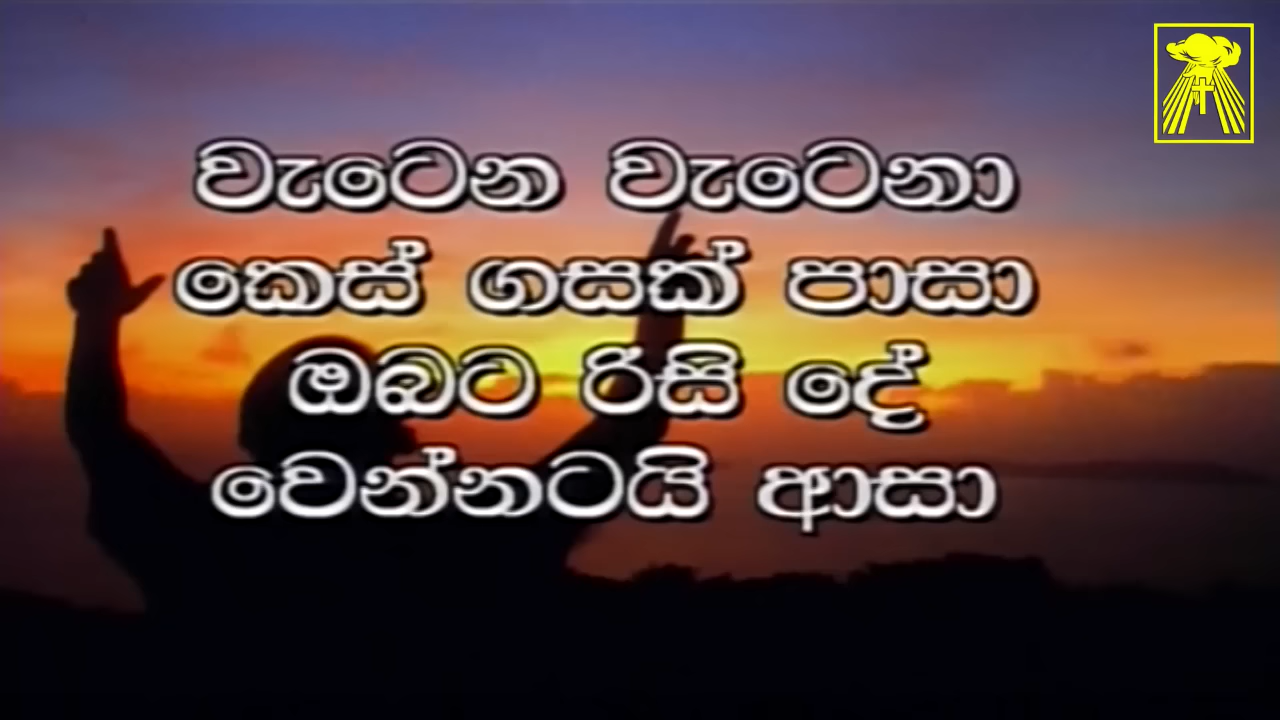 වැටෙන වැටෙනා
කෙස් ගසක් පාසා
ඔබට රිසි දේ
වෙන්නටයි ආසා